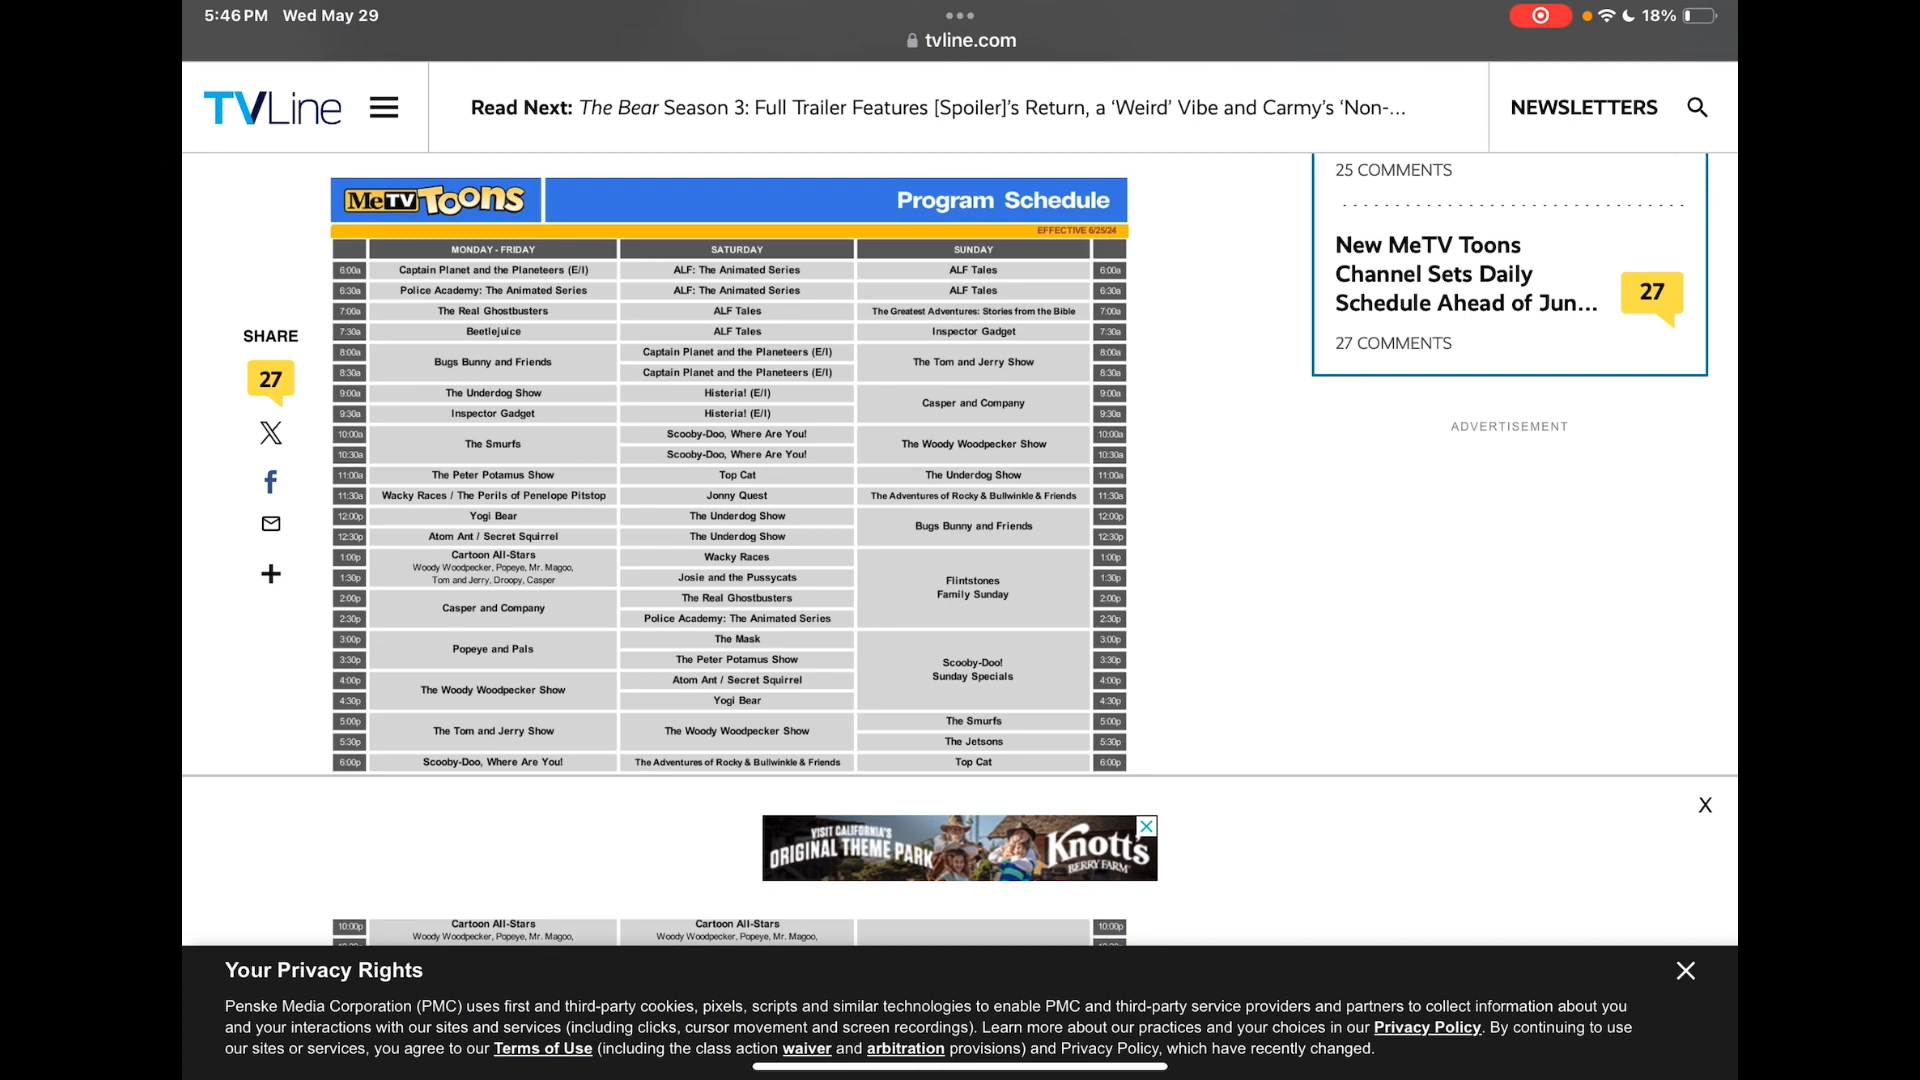 5:46 PM Wed May 29
18%
tvline.com
TVLine
Read Next: The Bear Season 3: Full Trailer Features [Spoiler]’s Return, a ‘Weird’ Vibe and Carmy’s ‘Non-...
NEWSLETTERS
25 COMMENTS
New MeTV Toons
Channel Sets Daily
Schedule Ahead of Jun...
27
27 COMMENTS
ADVERTISEMENT
SHARE
27
MeTV Toons
Program Schedule
EFFECTIVE 6/25/24
MONDAY - FRIDAY SATURDAY SUNDAY
6:00a Captain Planet and the Planeteers (E/I) ALF: The Animated Series ALF Tales 6:00a
6:30a Police Academy: The Animated Series ALF: The Animated Series ALF Tales 6:30a
7:00a The Real Ghostbusters ALF Tales The Greatest Adventures: Stories from the Bible 7:00a
7:30a Beetlejuice ALF Tales Inspector Gadget 7:30a
8:00a Bugs Bunny and Friends Captain Planet and the Planeteers (E/I) The Tom and Jerry Show 8:00a
8:30a Captain Planet and the Planeteers (E/I) 8:30a
9:00a The Underdog Show Histeria! (E/I) Casper and Company 9:00a
9:30a Inspector Gadget Histeria! (E/I) 9:30a
10:00a The Smurfs Scooby-Doo, Where Are You! The Woody Woodpecker Show 10:00a
10:30a Scooby-Doo, Where Are You! 10:30a
11:00a The Peter Potamus Show Top Cat The Underdog Show 11:00a
11:30a Wacky Races / The Perils of Penelope Pitstop Jonny Quest The Adventures of Rocky & Bullwinkle & Friends 11:30a
12:00p Yogi Bear The Underdog Show Bugs Bunny and Friends 12:00p
12:30p Atom Ant / Secret Squirrel The Underdog Show 12:30p
1:00p Cartoon All-Stars Wacky Races 1:00p
Woody Woodpecker, Popeye, Mr. Magoo,
1:30p Tom and Jerry, Droopy, Casper Josie and the Pussycats Flintstones 1:30p
2:00p Casper and Company The Real Ghostbusters Family Sunday 2:00p
2:30p Police Academy: The Animated Series 2:30p
3:00p Popeye and Pals The Mask 3:00p
3:30p The Peter Potamus Show Scooby-Doo! 3:30p
4:00p The Woody Woodpecker Show Atom Ant / Secret Squirrel Sunday Specials 4:00p
4:30p Yogi Bear 4:30p
5:00p The Tom and Jerry Show The Woody Woodpecker Show The Smurfs 5:00p
5:30p The Jetsons 5:30p
6:00p Scooby-Doo, Where Are You! The Adventures of Rocky & Bullwinkle & Friends Top Cat 6:00p
X
VISIT CALIFORNIA'S
ORIGINAL THEME PARK
Knott's
BERRY FARM
10:00p Cartoon All-Stars Cartoon All-Stars 10:00p
Woody Woodpecker, Popeye, Mr. Magoo, Woody Woodpecker, Popeye, Mr. Magoo,
Your Privacy Rights
Penske Media Corporation (PMC) uses first and third-party cookies, pixels, scripts and similar technologies to enable PMC and third-party service providers and partners to collect information about you
and your interactions with our sites and services (including clicks, cursor movement and screen recordings). Learn more about our practices and your choices in our Privacy Policy. By continuing to use
our sites or services, you agree to our Terms of Use (including the class action waiver and arbitration provisions) and Privacy Policy, which have recently changed.